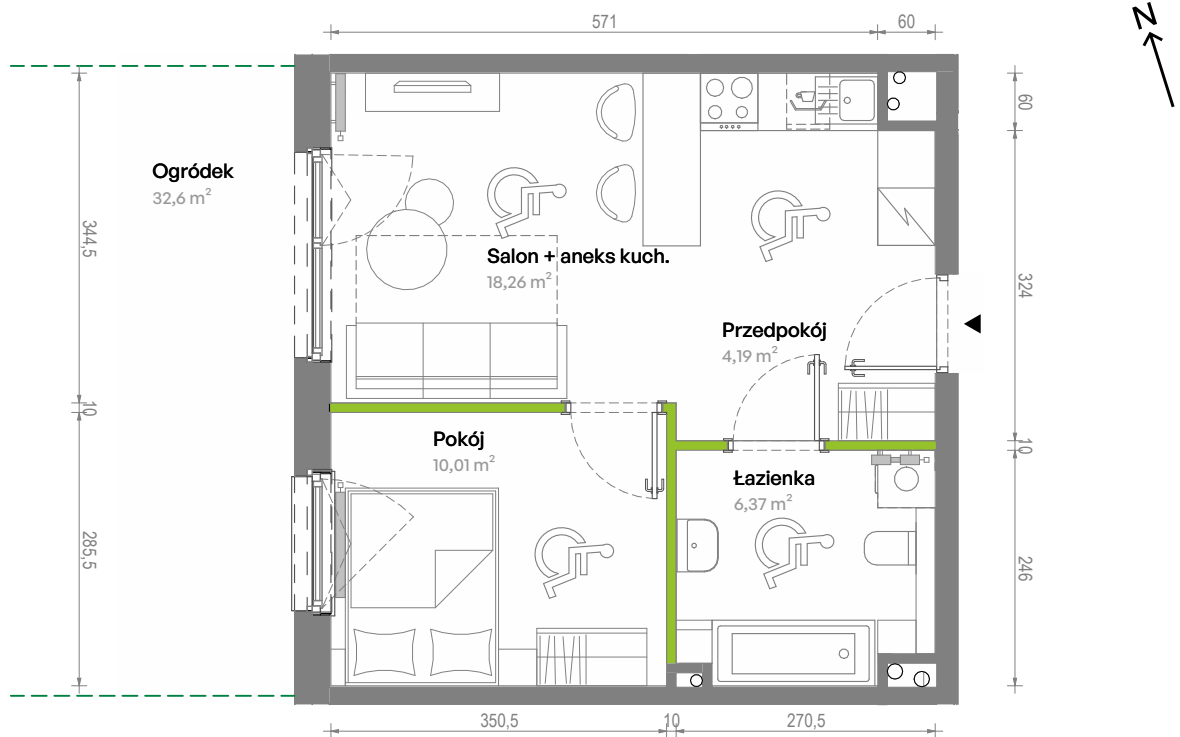 571
60
N
60
Ogródek
32,6 m²
344,5
Salon + aneks kuch.
18,26 m²
324
Przedpokój
4,19 m²
10
Pokój
10,01 m²
10
Łazienka
6,37 m²
285,5
246
350,5
10
270,5